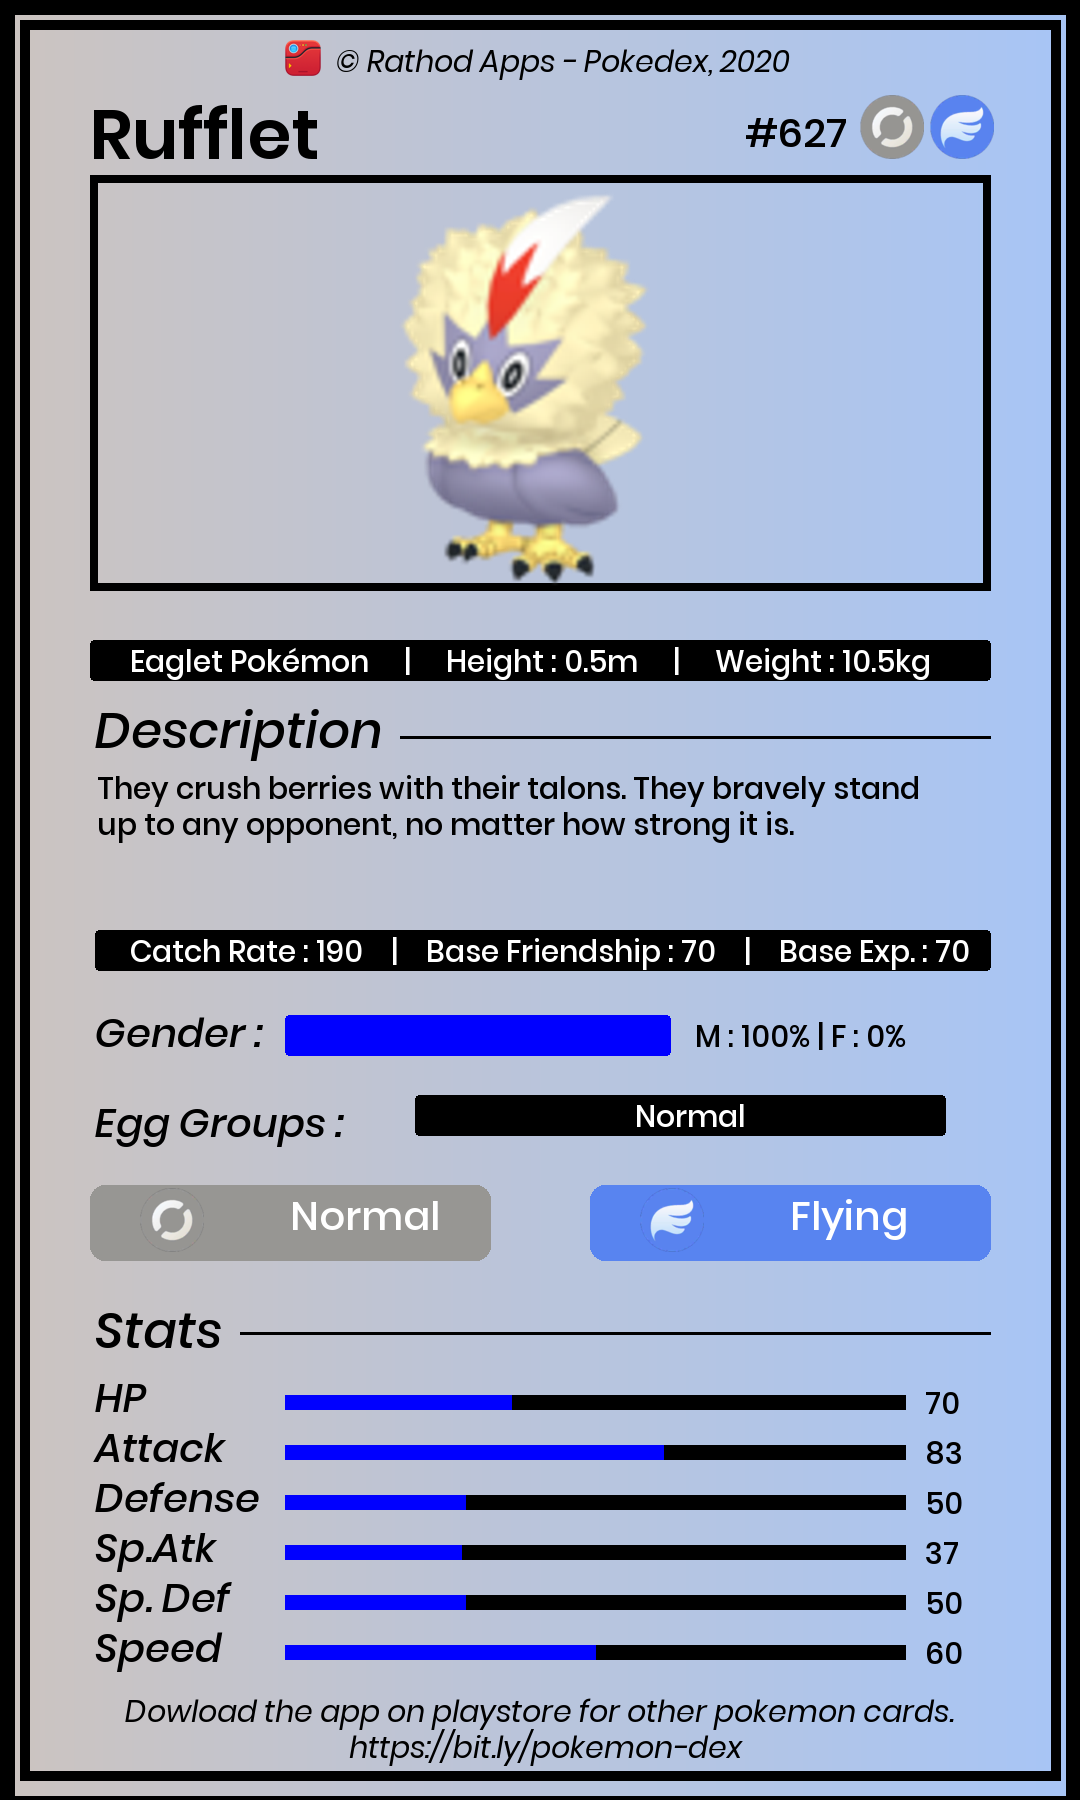 © Rathod Apps - Pokedex, 2020
Rufflet #627
Eaglet Pokémon | Height : 0.5m | Weight : 10.5kg
Description
They crush berries with their talons. They bravely stand
up to any opponent, no matter how strong it is.
Catch Rate : 190 | Base Friendship : 70 | Base Exp. : 70
Gender : M : 100% | F : 0%
Egg Groups : Normal
Normal Flying
Stats
HP 70
Attack 83
Defense 50
Sp.Atk 37
Sp. Def 50
Speed 60
Dowload the app on playstore for other pokemon cards.
https://bit.ly/pokemon-dex